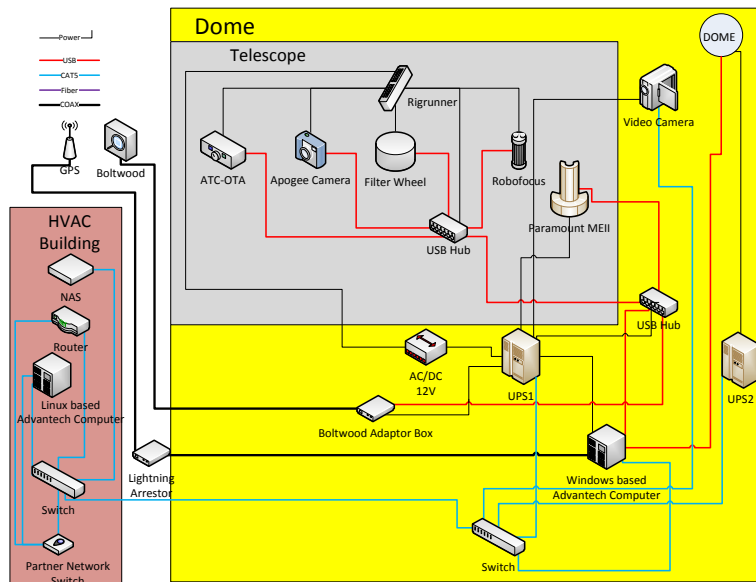 Power
USB
CAT5
Fiber
COAX
GPS
Boltwood
Dome
Telescope
Rigrunner
ATC-OTA
Apogee Camera
Filter Wheel
Robofocus
USB Hub
Paramount MEII
DOME
Video Camera
USB Hub
UPS2
HVAC
Building
NAS
Router
Linux based
Advantech Computer
Switch
Partner Network
Switch
Lightning
Arrestor
AC/DC
12V
UPS1
Boltwood Adaptor Box
Windows based
Advantech Computer
Switch